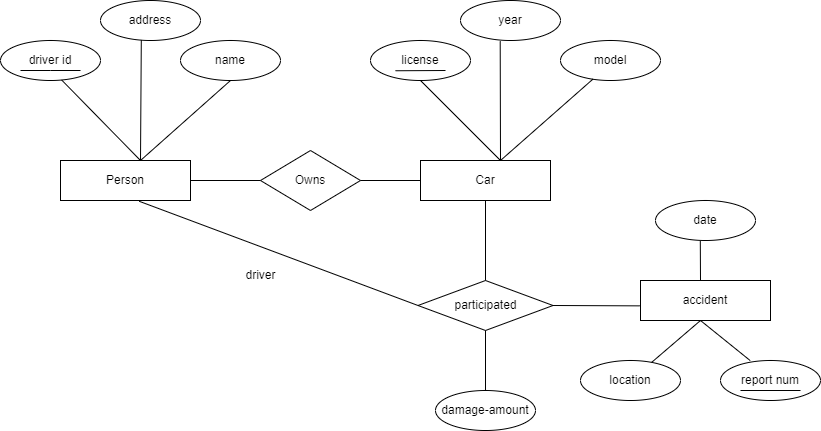 address
year
driver id
name
license
model
Person
Owns
Car
date
driver
participated
accident
location
report num
damage-amount